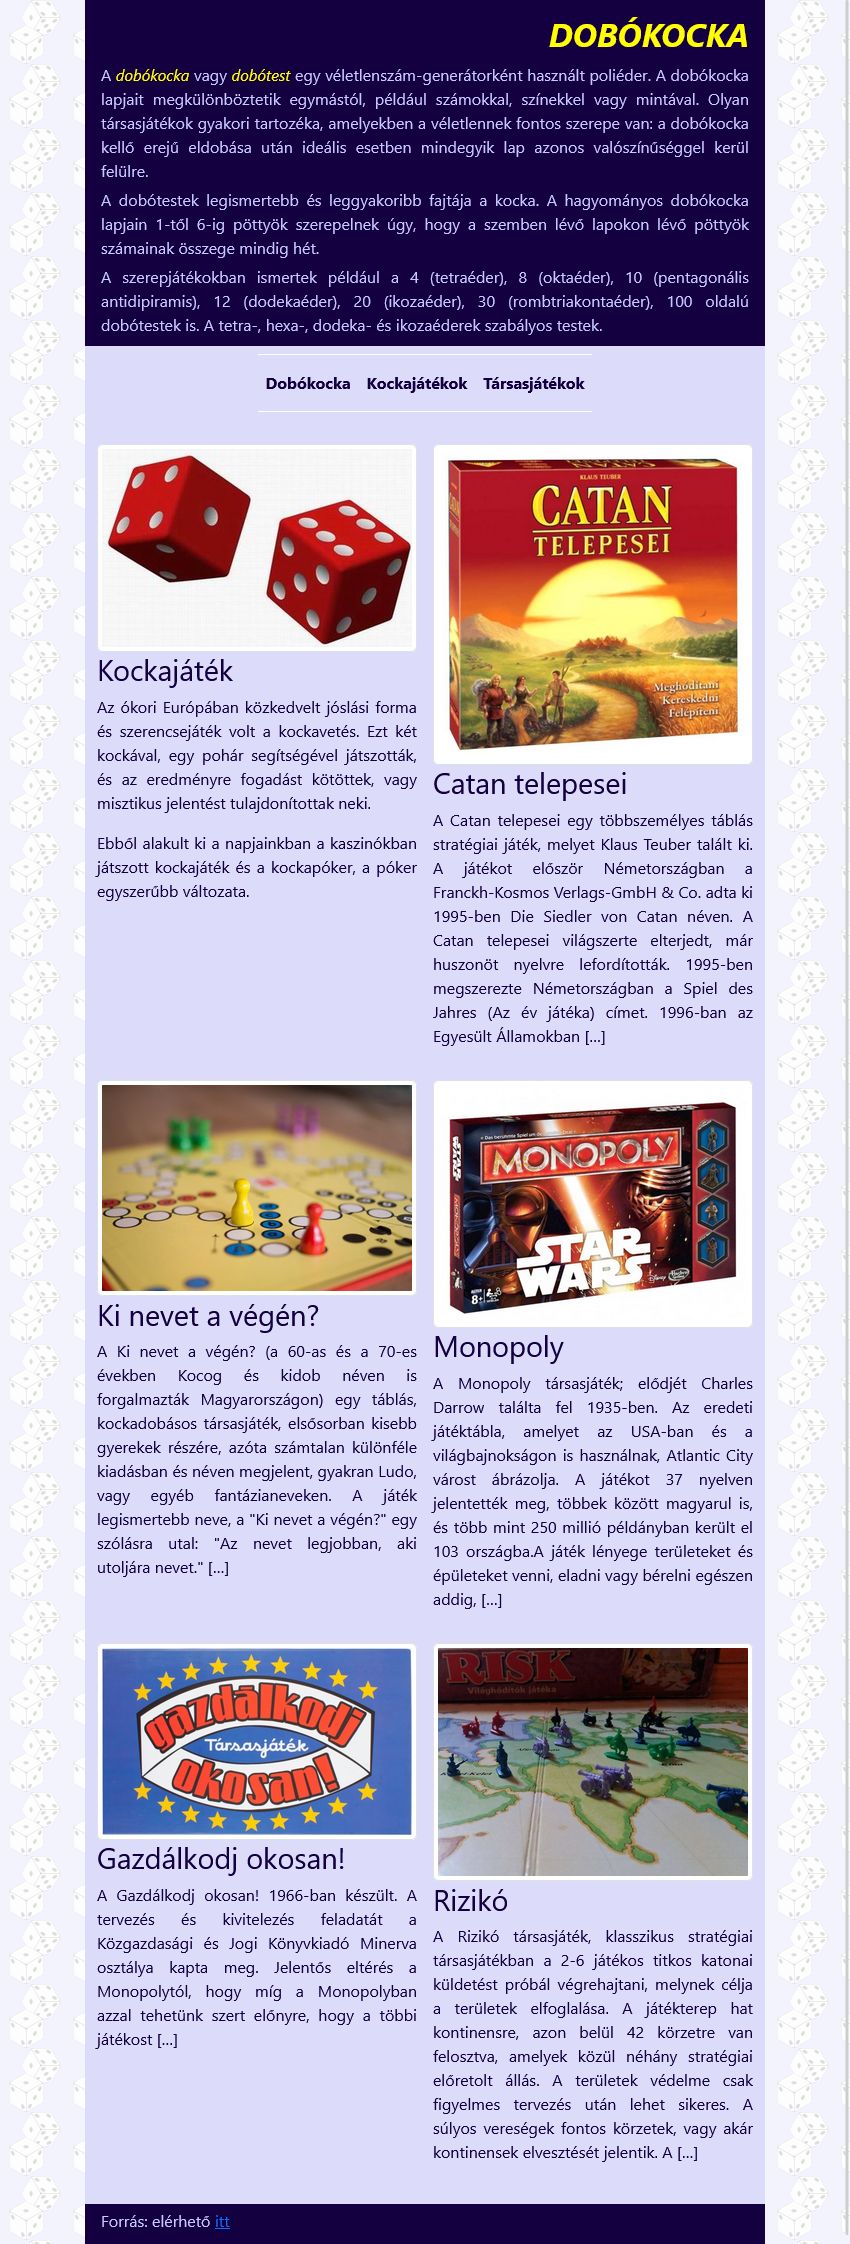 DOBÓKOCKA
A dobókocka vagy dobótest egy véletlenszám-generátorként használt poliéder. A dobókocka
lapjait megkülönböztetik egymástól, például számokkal, színekkel vagy mintával. Olyan
társasjátékok gyakori tartozéka, amelyekben a véletlennek fontos szerepe van: a dobókocka
kellő erejű eldobása után ideális esetben mindegyik lap azonos valószínűséggel kerül
felülre.
A dobótestek legismertebb és leggyakoribb fajtája a kocka. A hagyományos dobókocka
lapjain 1-től 6-ig pöttyök szerepelnek úgy, hogy a szemben lévő lapokon lévő pöttyök
számainak összege mindig hét.
A szerepjátékokban ismertek például a 4 (tetraéder), 8 (oktaéder), 10 (pentagonális
antidipiramis), 12 (dodekaéder), 20 (ikozaéder), 30 (rombtriakontaéder), 100 oldalú
dobótestek is. A tetra-, hexa-, dodeka- és ikozaéderek szabályos testek.
Dobókocka Kockajátékok Társasjátékok
Kockajáték
Az ókori Európában közkedvelt jóslási forma
és szerencsejáték volt a kockavetés. Ezt két
kockával, egy pohár segítségével játszották,
és az eredményre fogadást kötöttek, vagy
misztikus jelentést tulajdonítottak neki.
Ebből alakult ki a napjainkban a kaszinókban
játszott kockajáték és a kockapóker, a póker
egyszerűbb változata.
KLAUS TEUBER
CATAN
TELEPESEI
Meghódítani
Kereskedni
Felépíteni
Catan telepesei
A Catan telepesei egy többszemélyes táblás
stratégiai játék, melyet Klaus Teuber talált ki.
A játékot először Németországban a
Franckh-Kosmos Verlags-GmbH & Co. adta ki
1995-ben Die Siedler von Catan néven. A
Catan telepesei világszerte elterjedt, már
huszonöt nyelvre lefordították. 1995-ben
megszerezte Németországban a Spiel des
Jahres (Az év játéka) címet. 1996-ban az
Egyesült Államokban [...]
Ki nevet a végén?
A Ki nevet a végén? (a 60-as és a 70-es
években Kocog és kidob néven is
forgalmazták Magyarországon) egy táblás,
kockadobásos társasjáték, elsősorban kisebb
gyerekek részére, azóta számtalan különféle
kiadásban és néven megjelent, gyakran Ludo,
vagy egyéb fantázianeveken. A játék
legismertebb neve, a "Ki nevet a végén?" egy
szólásra utal: "Az nevet legjobban, aki
utoljára nevet." [...]
MONOPOLY
STAR
WARS
8+
Disney
Hasbro
Monopoly
A Monopoly társasjáték; elődjét Charles
Darrow találta fel 1935-ben. Az eredeti
játéktábla, amelyet az USA-ban és a
világbajnokságon is használnak, Atlantic City
várost ábrázolja. A játékot 37 nyelven
jelentették meg, többek között magyarul is,
és több mint 250 millió példányban került el
103 országba.A játék lényege területeket és
épületeket venni, eladni vagy bérelni egészen
addig, [...]
gazdálkodj
Társasjáték
okosan!
Gazdálkodj okosan!
A Gazdálkodj okosan! 1966-ban készült. A
tervezés és kivitelezés feladatát a
Közgazdasági és Jogi Könyvkiadó Minerva
osztálya kapta meg. Jelentős eltérés a
Monopolytól, hogy míg a Monopolyban
azzal tehetünk szert előnyre, hogy a többi
játékost [...]
RISK
Világhódítók játéka
Rizikó
A Rizikó társasjáték, klasszikus stratégiai
társasjátékban a 2-6 játékos titkos katonai
küldetést próbál végrehajtani, melynek célja
a területek elfoglalása. A játékterep hat
kontinensre, azon belül 42 körzetre van
felosztva, amelyek közül néhány stratégiai
előretolt állás. A területek védelme csak
figyelmes tervezés után lehet sikeres. A
súlyos vereségek fontos körzetek, vagy akár
kontinensek elvesztését jelentik. A [...]
Forrás: elérhető itt